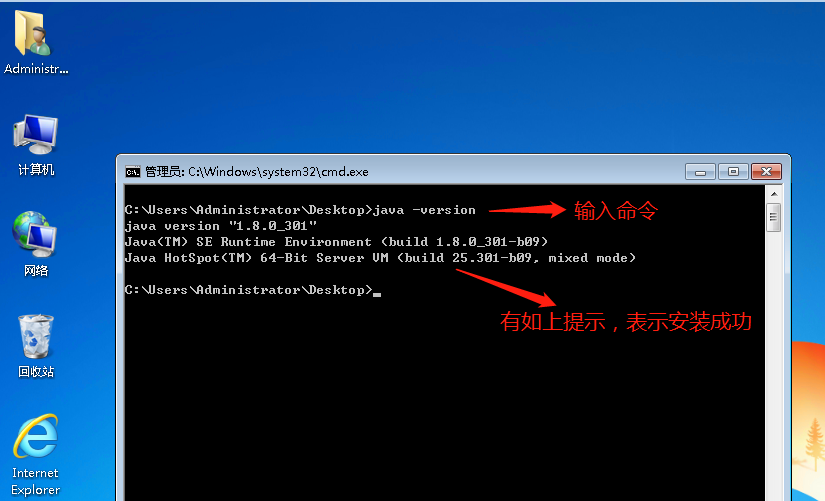 Administr...
计算机
网络
回收站
Internet
Explorer
管理员: C:\Windows\system32\cmd.exe
C:\Users\Administrator\Desktop>java -version
输入命令
java version "1.8.0_301"
Java(TM) SE Runtime Environment (build 1.8.0_301-b09)
Java HotSpot(TM) 64-Bit Server VM (build 25.301-b09, mixed mode)
C:\Users\Administrator\Desktop>
有如上提示，表示安装成功